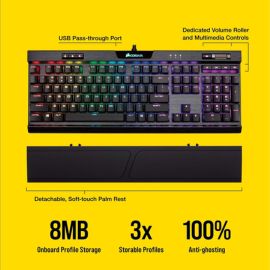 USB Pass-through Port
Dedicated Volume Roller
and Multimedia Controls
CORSAIR
Detachable, Soft-touch Palm Rest
8MB
Onboard Profile Storage
3x
Storable Profiles
100%
Anti-ghosting